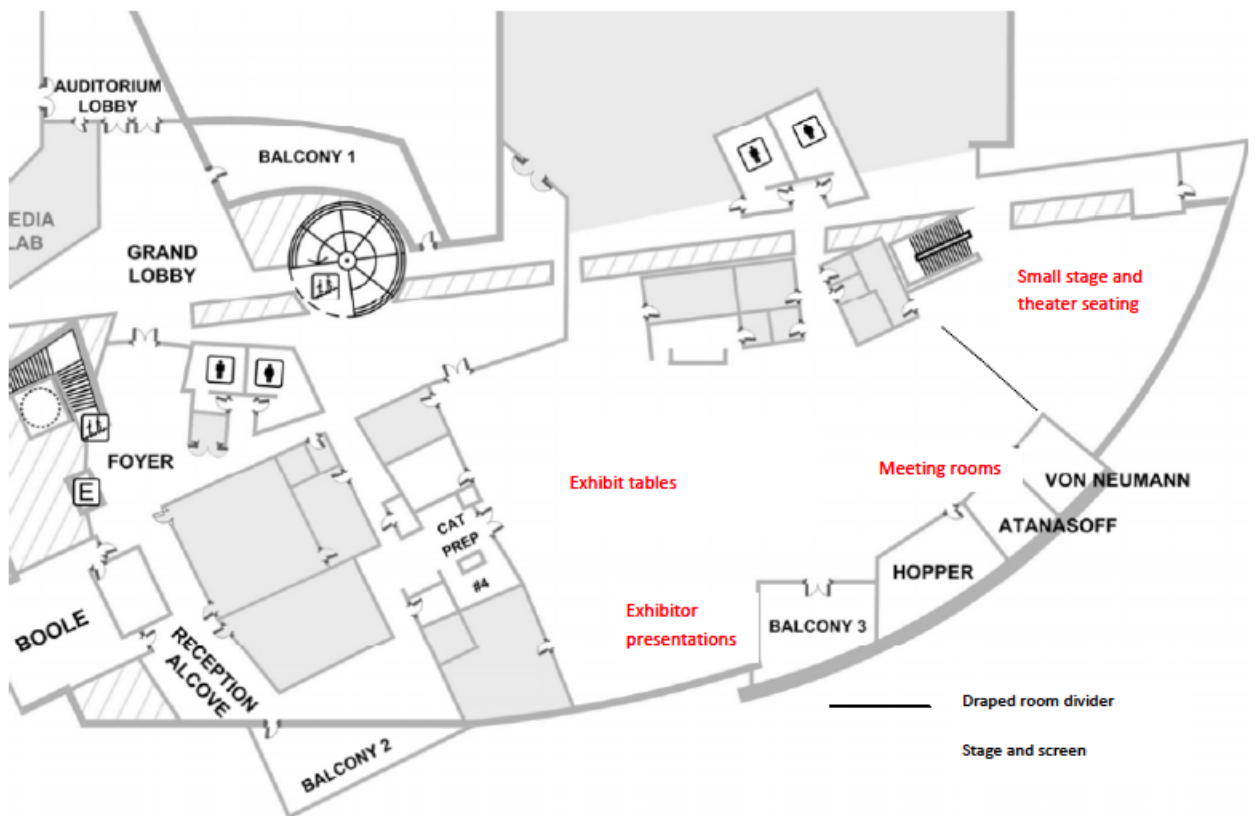 AUDITORIUM
LOBBY
BALCONY 1
EDIA
LAB
GRAND
LOBBY
Small stage and
theater seating
FOYER
E
Exhibit tables
Meeting rooms
VON NEUMANN
ATANASOFF
CAT
PREP
#4
HOPPER
BOOLE
RECEPTION
ALCOVE
Exhibitor
presentations
BALCONY 3
BALCONY 2
Draped room divider
Stage and screen